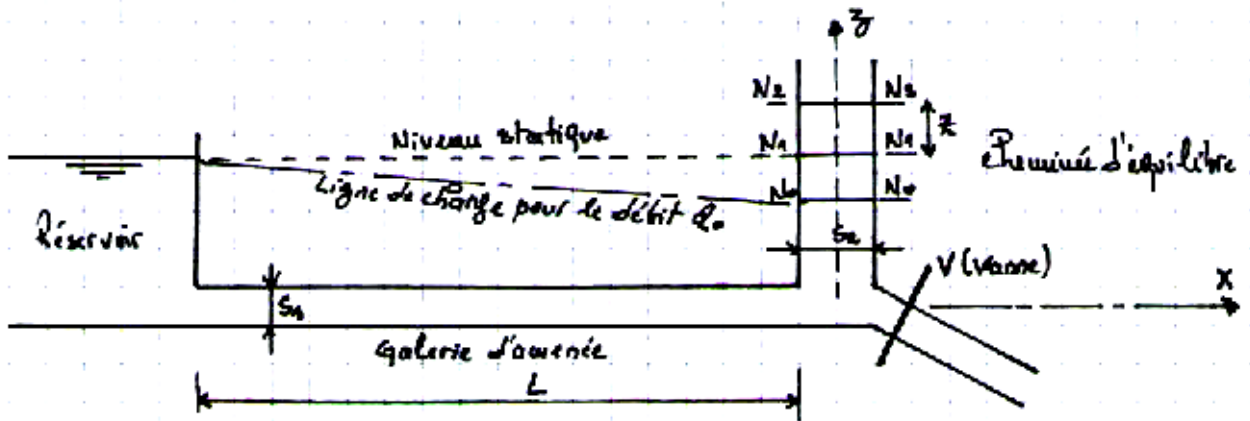 z
N2 N2
Niveau statique
z
N1 N1
Cheminée d'équilibre
Ligne de charge pour le débit Q₀
N₀ N₀
Réservoir
S2
V (Vanne)
X
S1
Galerie d'amenée
L